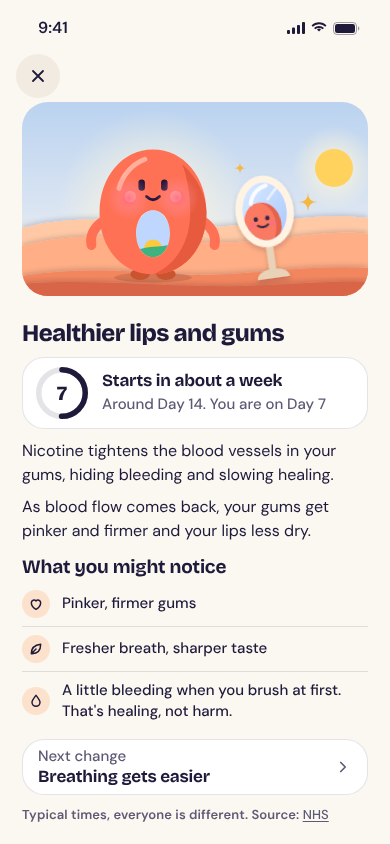 9:41
Healthier lips and gums
7
Starts in about a week
Around Day 14. You are on Day 7
Nicotine tightens the blood vessels in your
gums, hiding bleeding and slowing healing.
As blood flow comes back, your gums get
pinker and firmer and your lips less dry.
What you might notice
Pinker, firmer gums
Fresher breath, sharper taste
A little bleeding when you brush at first.
That's healing, not harm.
Next change
Breathing gets easier
Typical times, everyone is different. Source: NHS